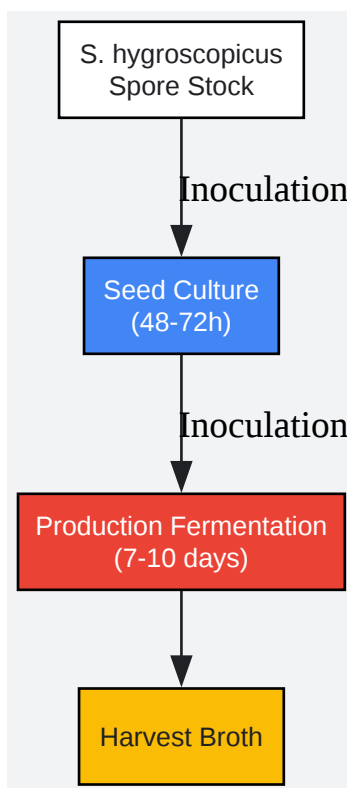 S. hygroscopicus
Spore Stock
Inoculation
Seed Culture
(48-72h)
Inoculation
Production Fermentation
(7-10 days)
Harvest Broth